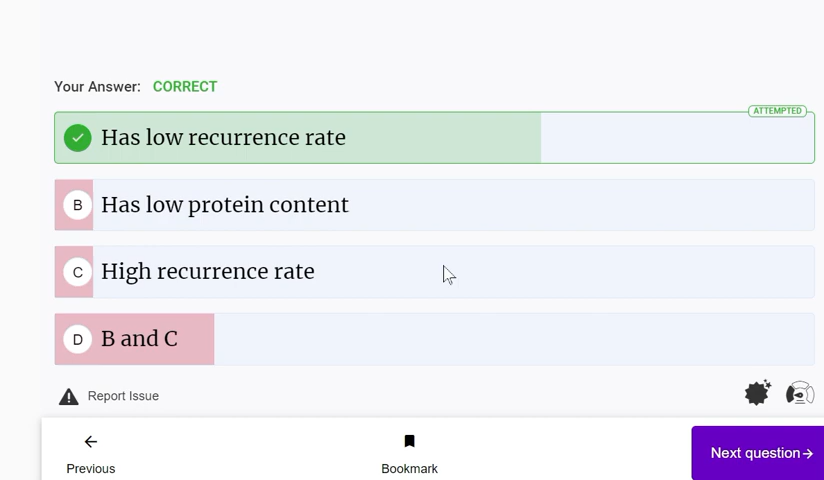 Your Answer: CORRECT
ATTEMPTED
Has low recurrence rate
B Has low protein content
C High recurrence rate
D B and C
Report Issue
Previous
Bookmark
Next question→